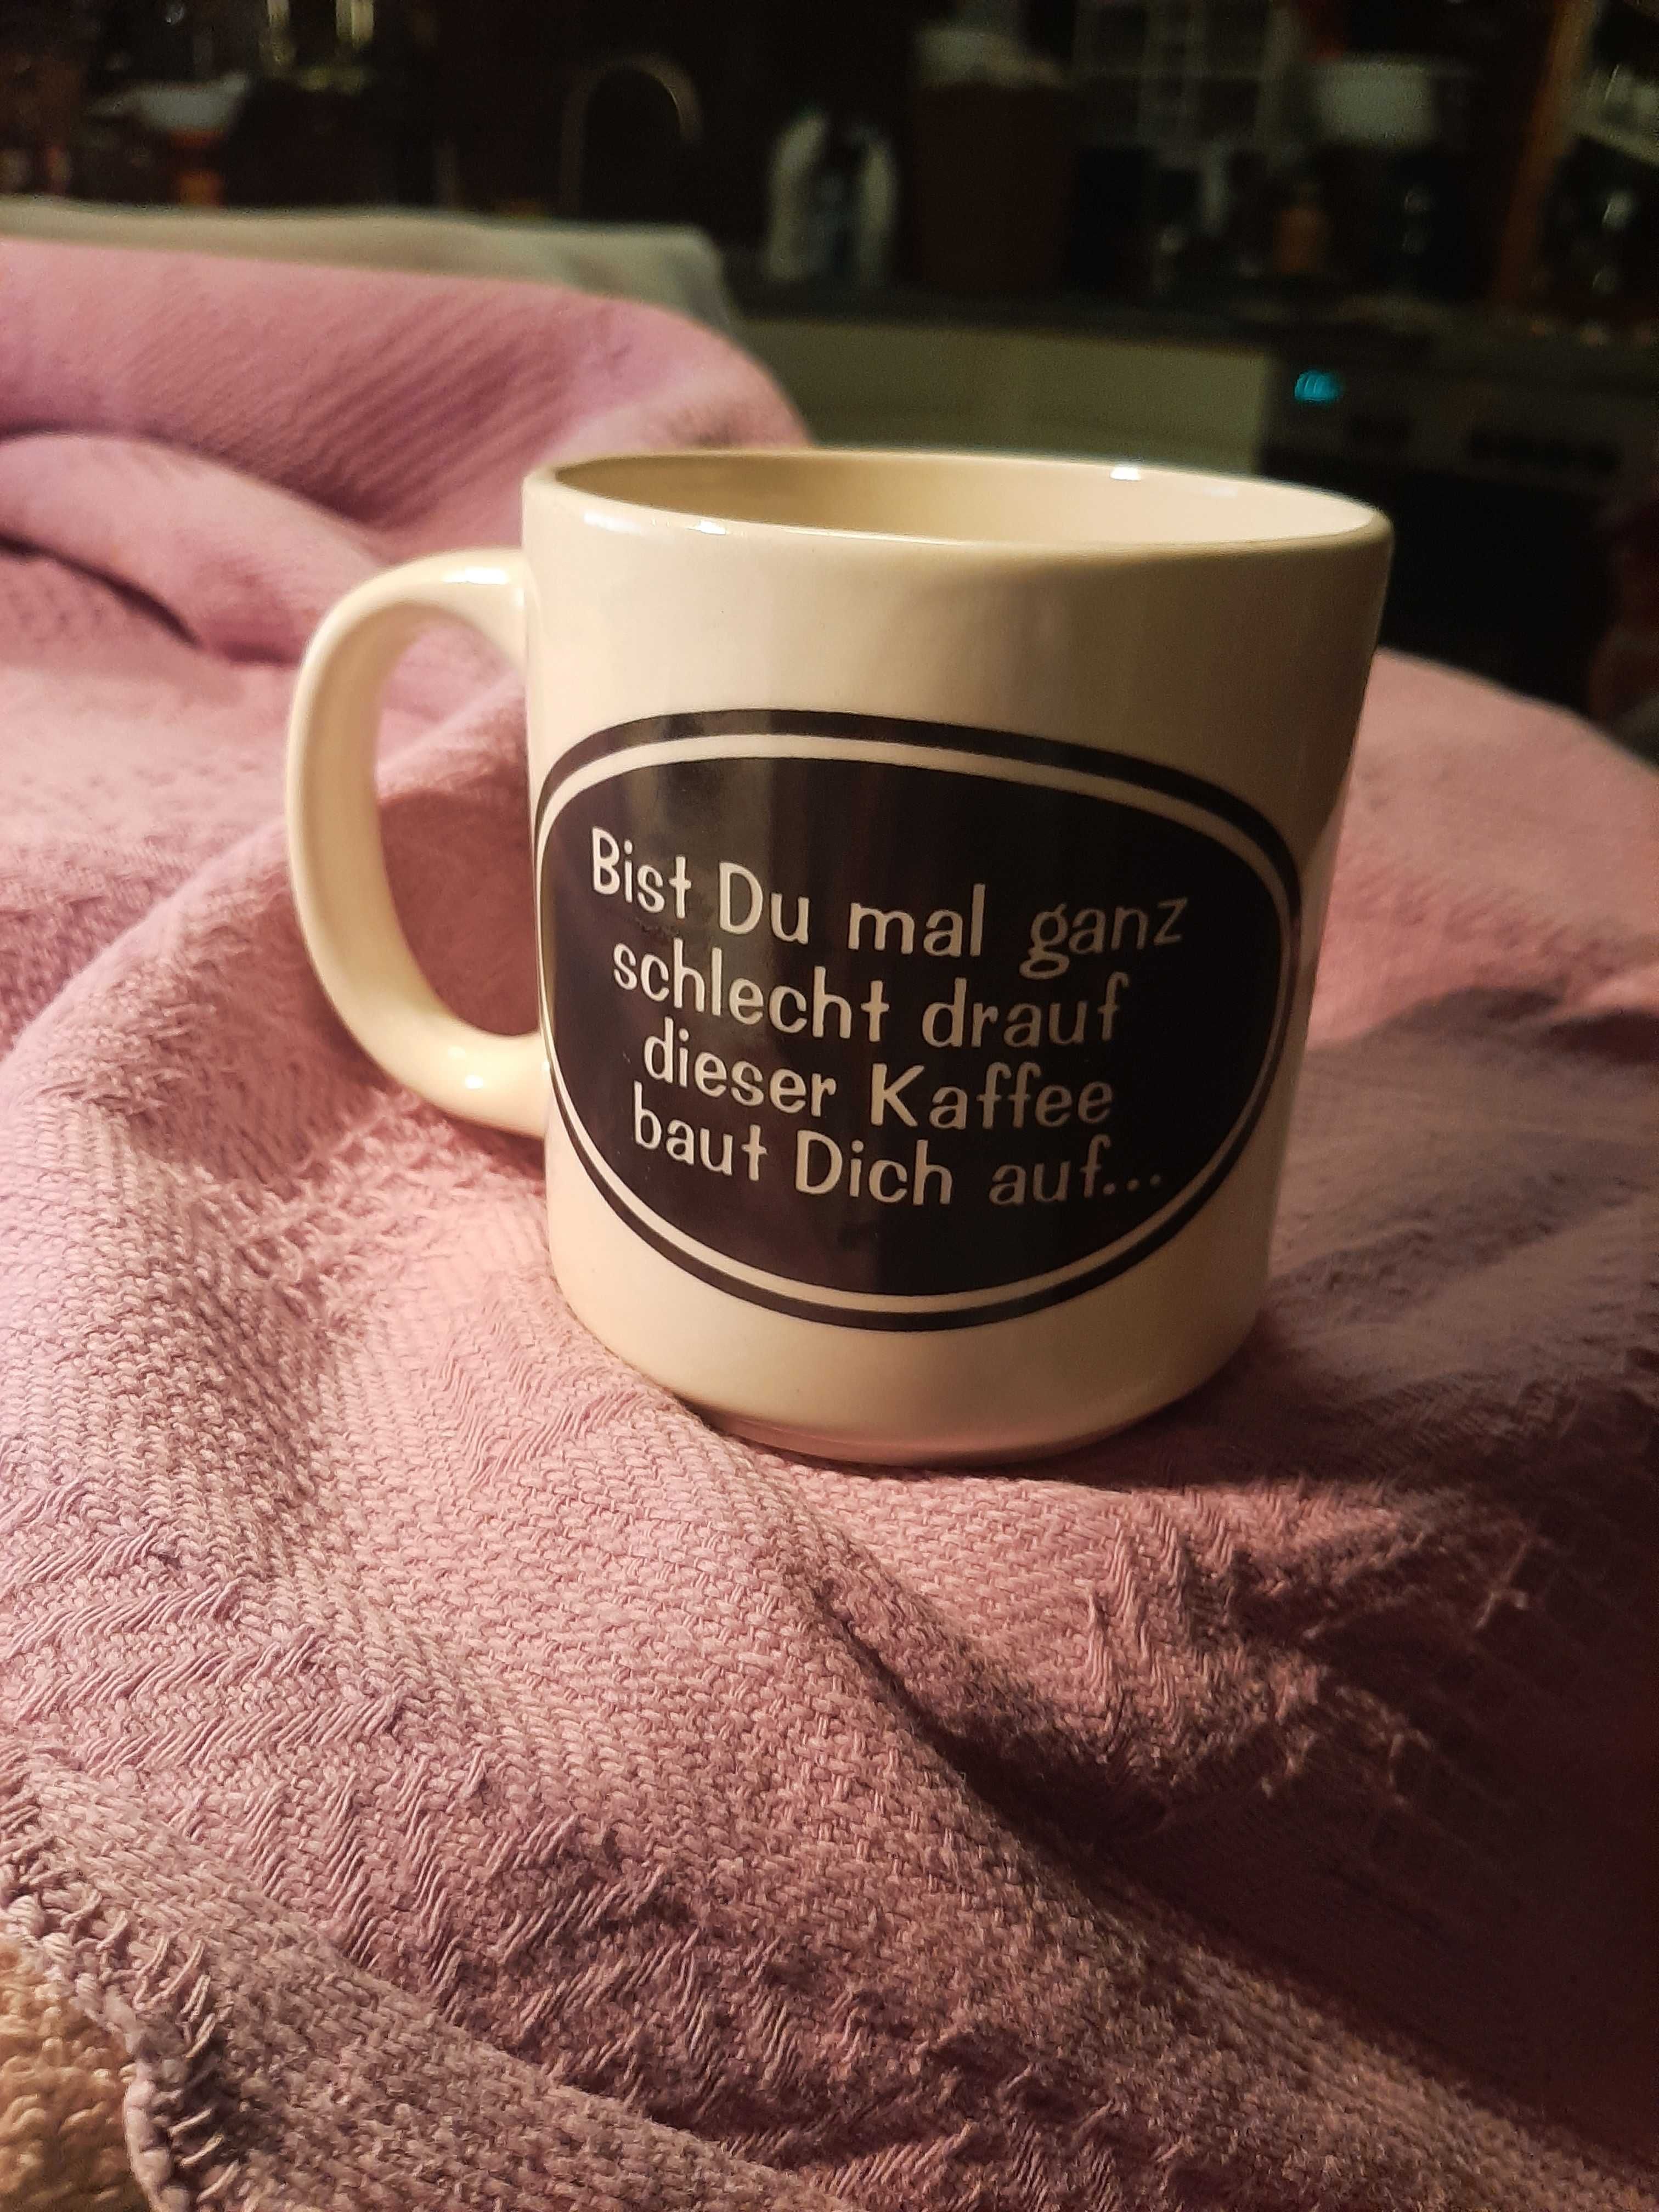 Bist Du mal ganz
schlecht drauf
dieser Kaffee
baut Dich auf...